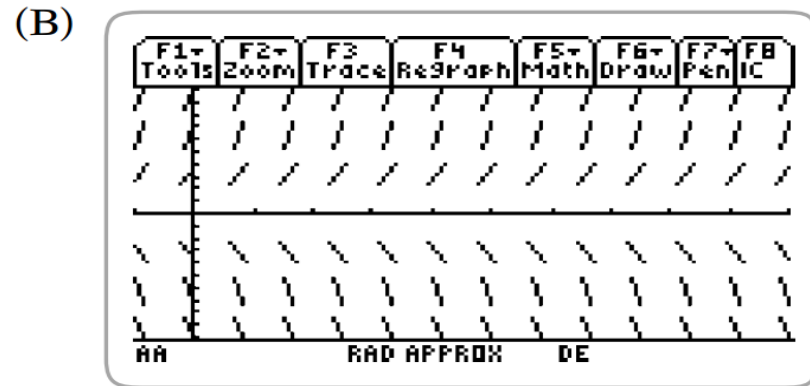 (B)
F1 F2 F3 F4 F5 F6 F7 F8
Tools Zoom Trace ReGraph Math Draw Pen IC
AA RAD APPROX DE